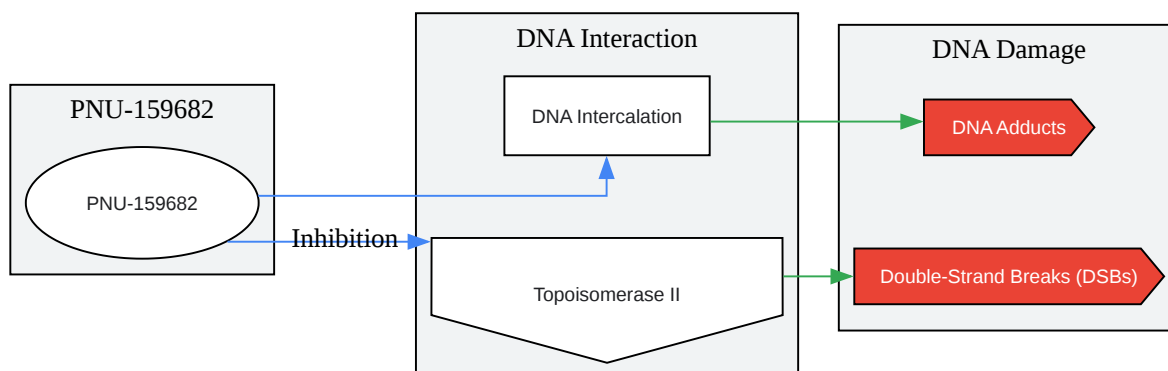 PNU-159682
PNU-159682
Inhibition
DNA Interaction
DNA Intercalation
Topoisomerase II
DNA Damage
DNA Adducts
Double-Strand Breaks (DSBs)